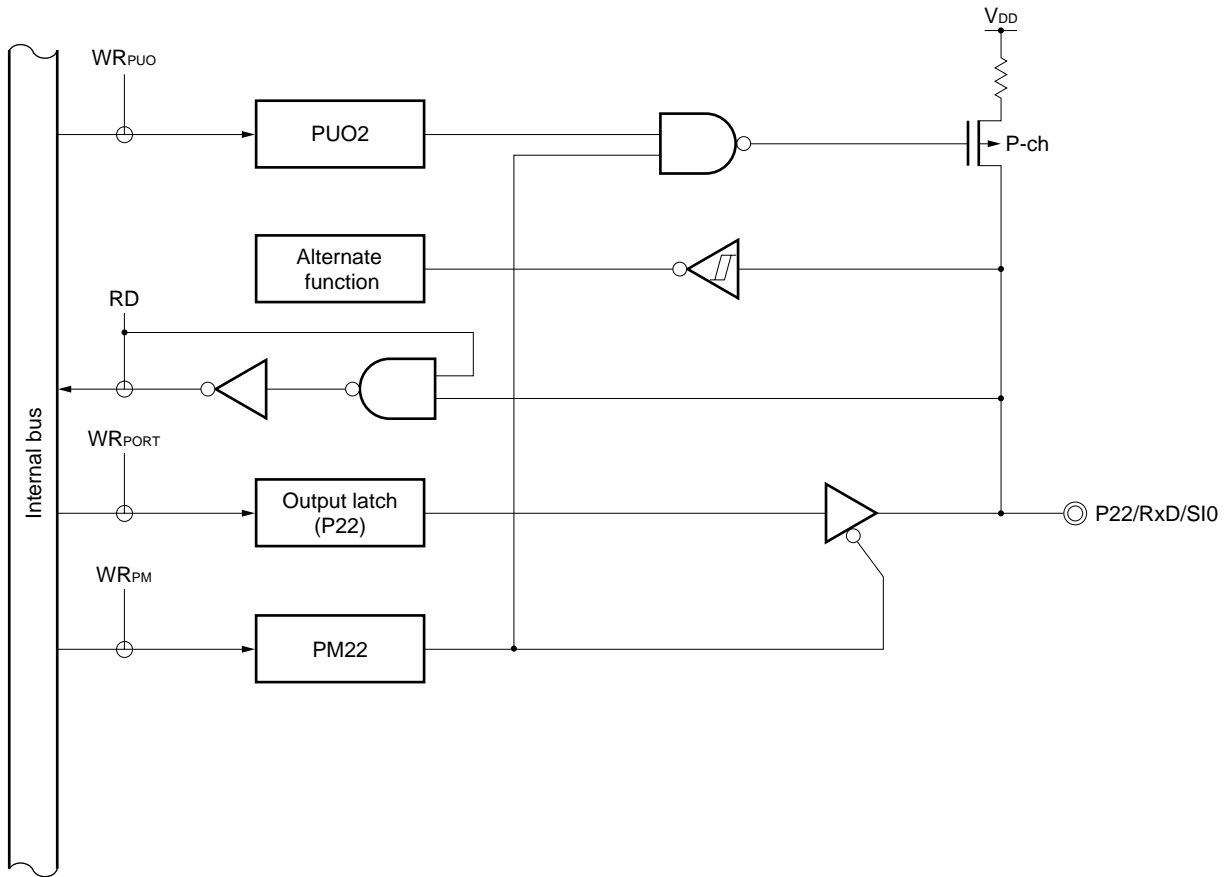 VDD
WRPUO
PUO2
P-ch
Alternate
function
RD
Internal bus
WRPORT
Output latch
(P22)
P22/RxD/SI0
WRPM
PM22